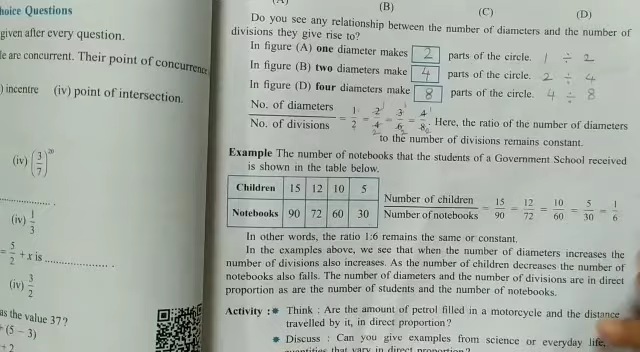 hoice Questions
given after every question.
le are concurrent. Their point of concurrence
) incentre (iv) point of intersection.
(iv) (3/7)^20
(iv) 1/3
= 5/2 + x is
(iv) 3/2
as the value 37?
+ (5 − 3)
+ 2
(A) (B) (C) (D)
Do you see any relationship between the number of diameters and the number of
divisions they give rise to?
In figure (A) one diameter makes 2 parts of the circle. 1 ÷ 2
In figure (B) two diameters make 4 parts of the circle. 2 ÷ 4
In figure (D) four diameters make 8 parts of the circle. 4 ÷ 8
No. of diameters / No. of divisions = 1/2 = 2/4 = 3/6 = 4/8. Here, the ratio of the number of diameters
to the number of divisions remains constant.
Example The number of notebooks that the students of a Government School received
is shown in the table below.
Children 15 12 10 5
Notebooks 90 72 60 30
Number of children / Number of notebooks = 15/90 = 12/72 = 10/60 = 5/30 = 1/6
In other words, the ratio 1:6 remains the same or constant.
In the examples above, we see that when the number of diameters increases the
number of divisions also increases. As the number of children decreases the number of
notebooks also falls. The number of diameters and the number of divisions are in direct
proportion as are the number of students and the number of notebooks.
Activity : * Think : Are the amount of petrol filled in a motorcycle and the distance
travelled by it, in direct proportion?
* Discuss : Can you give examples from science or everyday life,
quantities that vary in direct proportion?